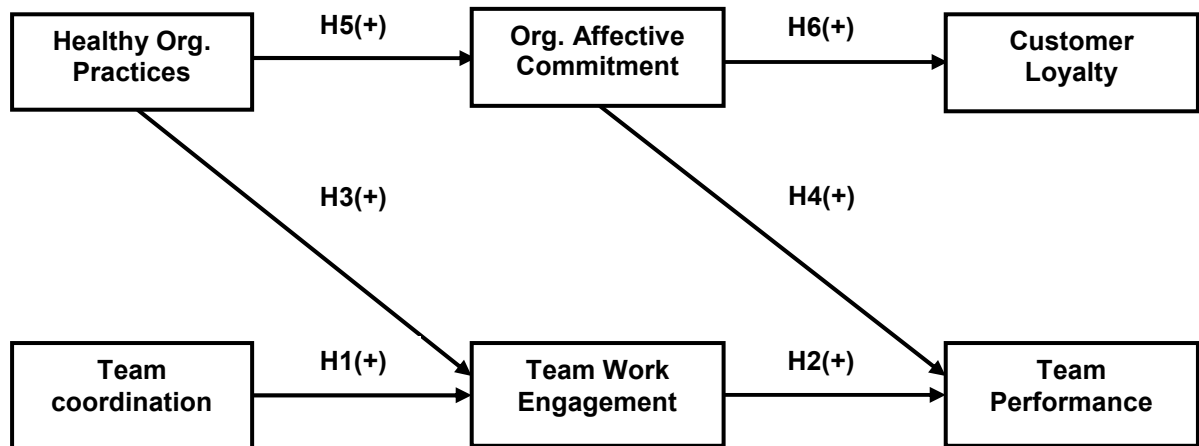 H5(+)
H6(+)
Healthy Org.
Practices
Org. Affective
Commitment
Customer
Loyalty
H3(+)
H4(+)
H1(+)
H2(+)
Team
coordination
Team Work
Engagement
Team
Performance